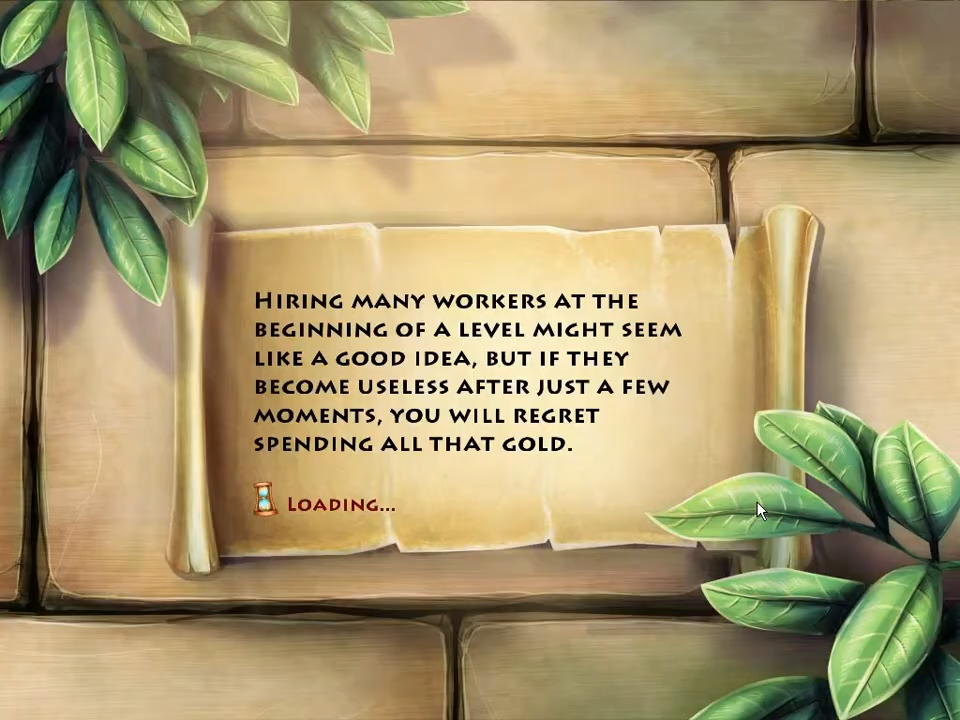 Hiring many workers at the
beginning of a level might seem
like a good idea, but if they
become useless after just a few
moments, you will regret
spending all that gold.
Loading...